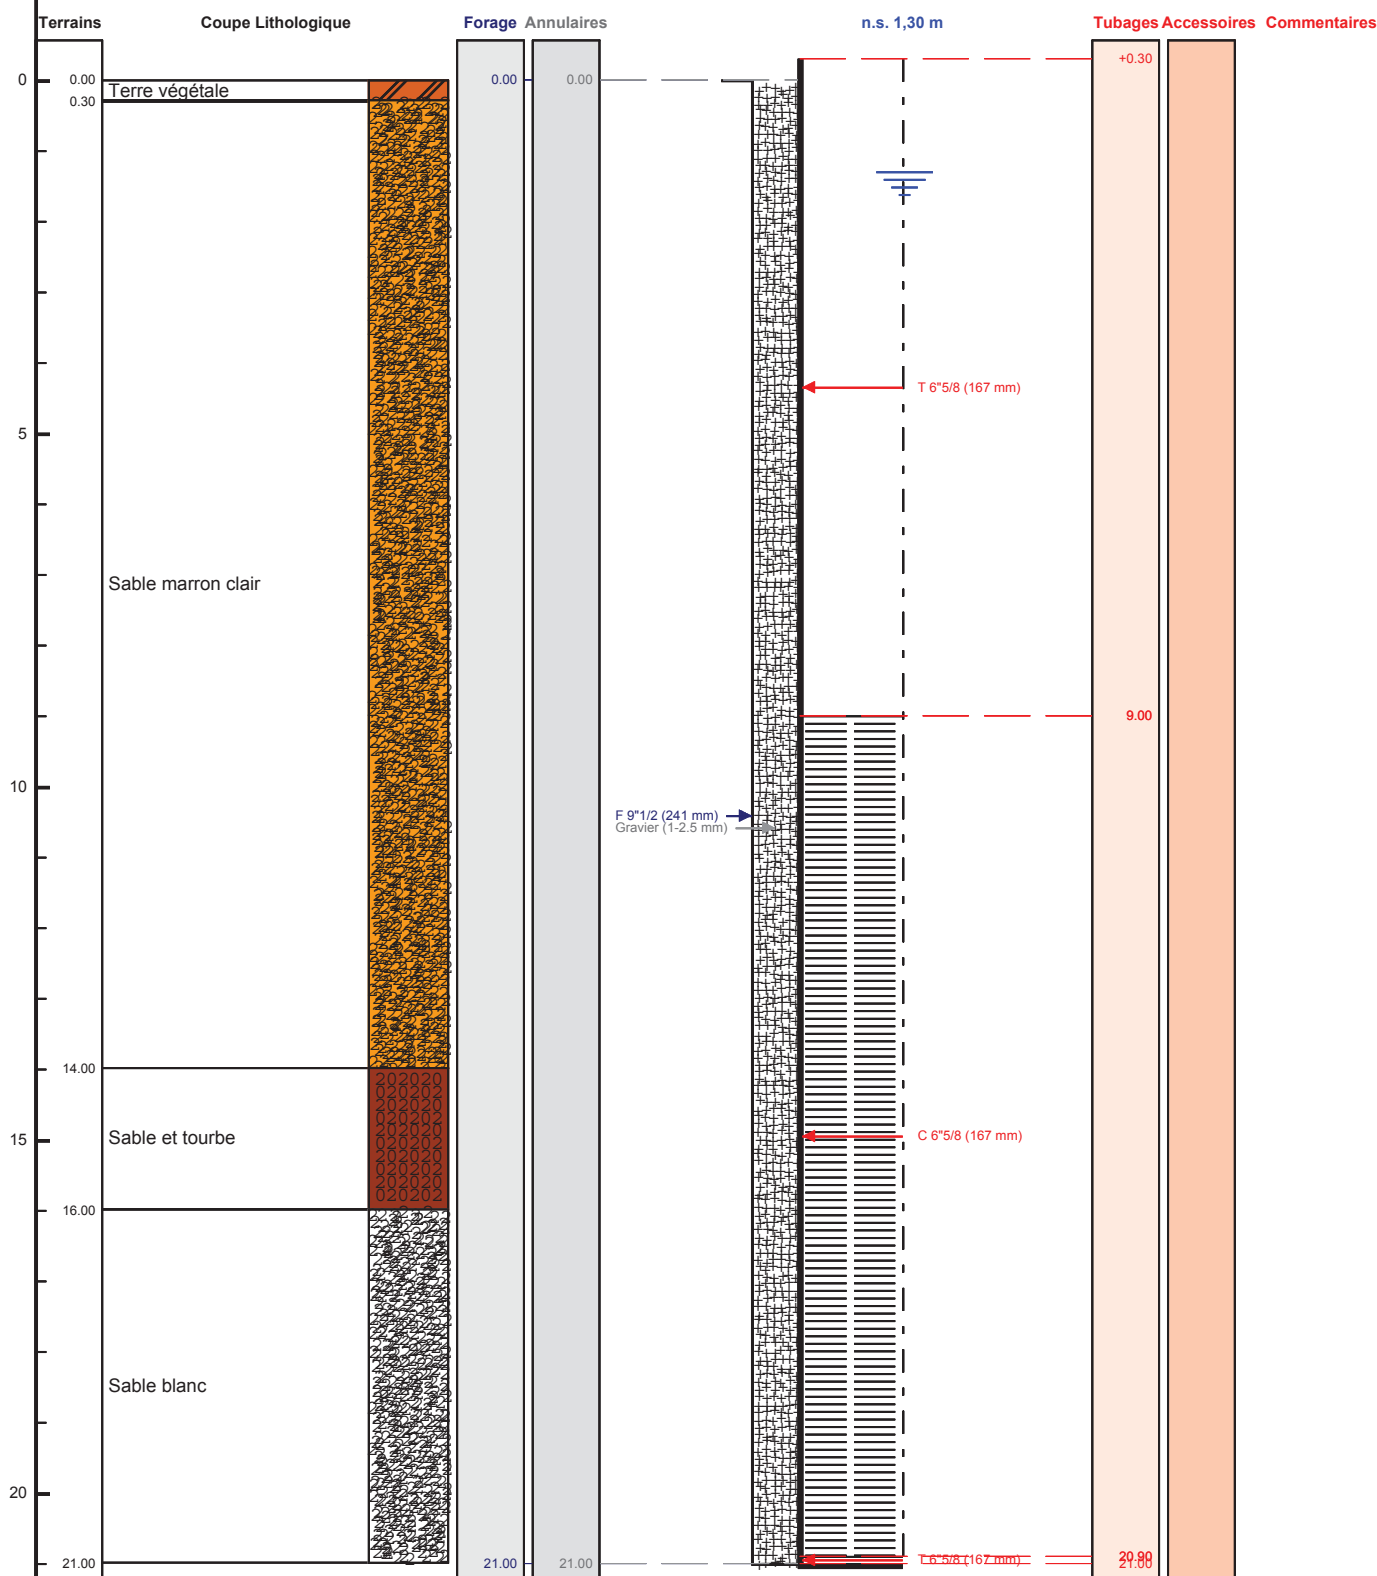 Terrains Coupe Lithologique Forage Annulaires n.s. 1,30 m Tubages Accessoires Commentaires
+0.30
0 0.00 0.00 0.00
Terre végétale
0.30
T 6"5/8 (167 mm)
5
Sable marron clair
9.00
10
F 9"1/2 (241 mm)
Gravier (1-2.5 mm)
14.00
15 Sable et tourbe C 6"5/8 (167 mm)
16.00
Sable blanc
20
T 6"5/8 (167 mm) 20.90
21.00 21.00 21.00 21.00